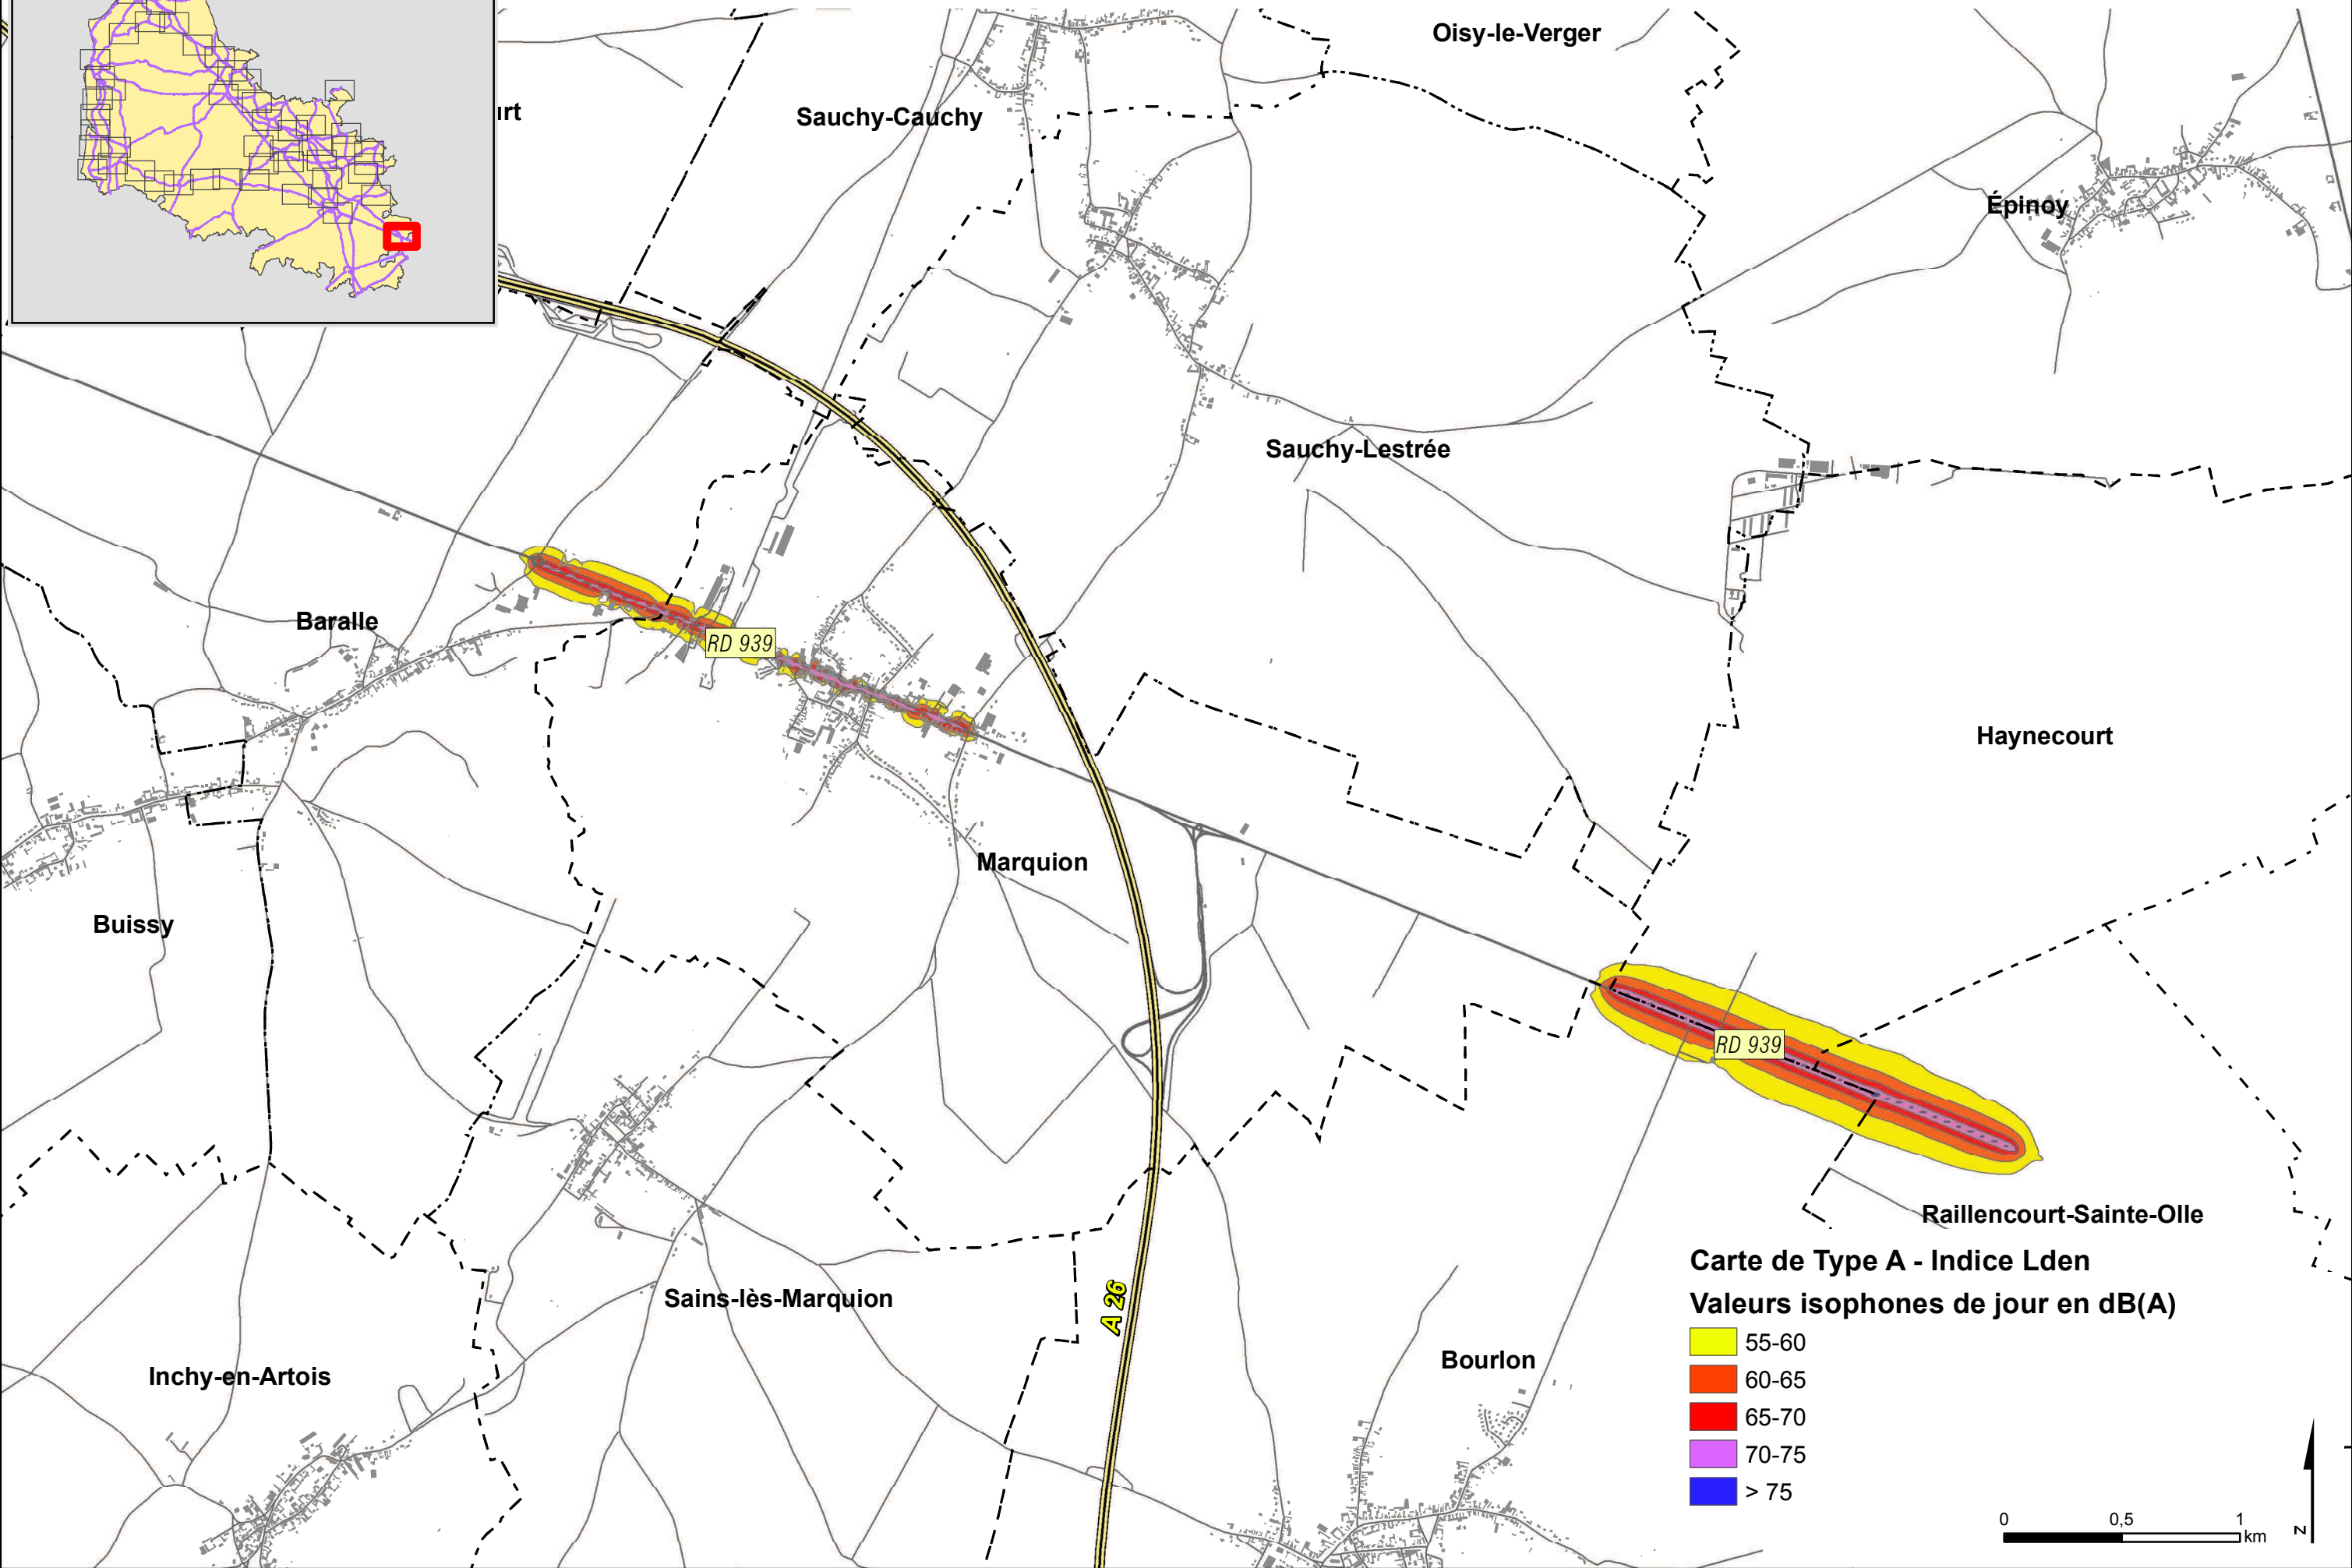 Oisy-le-Verger
urt
Sauchy-Cauchy
Épinoy
Sauchy-Lestrée
Baralle
RD 939
Haynecourt
Marquion
Buissy
RD 939
Raillencourt-Sainte-Olle
Sains-lès-Marquion
A 26
Bourlon
Inchy-en-Artois
Carte de Type A - Indice Lden
Valeurs isophones de jour en dB(A)
55-60
60-65
65-70
70-75
> 75
0 0,5 1
km
N